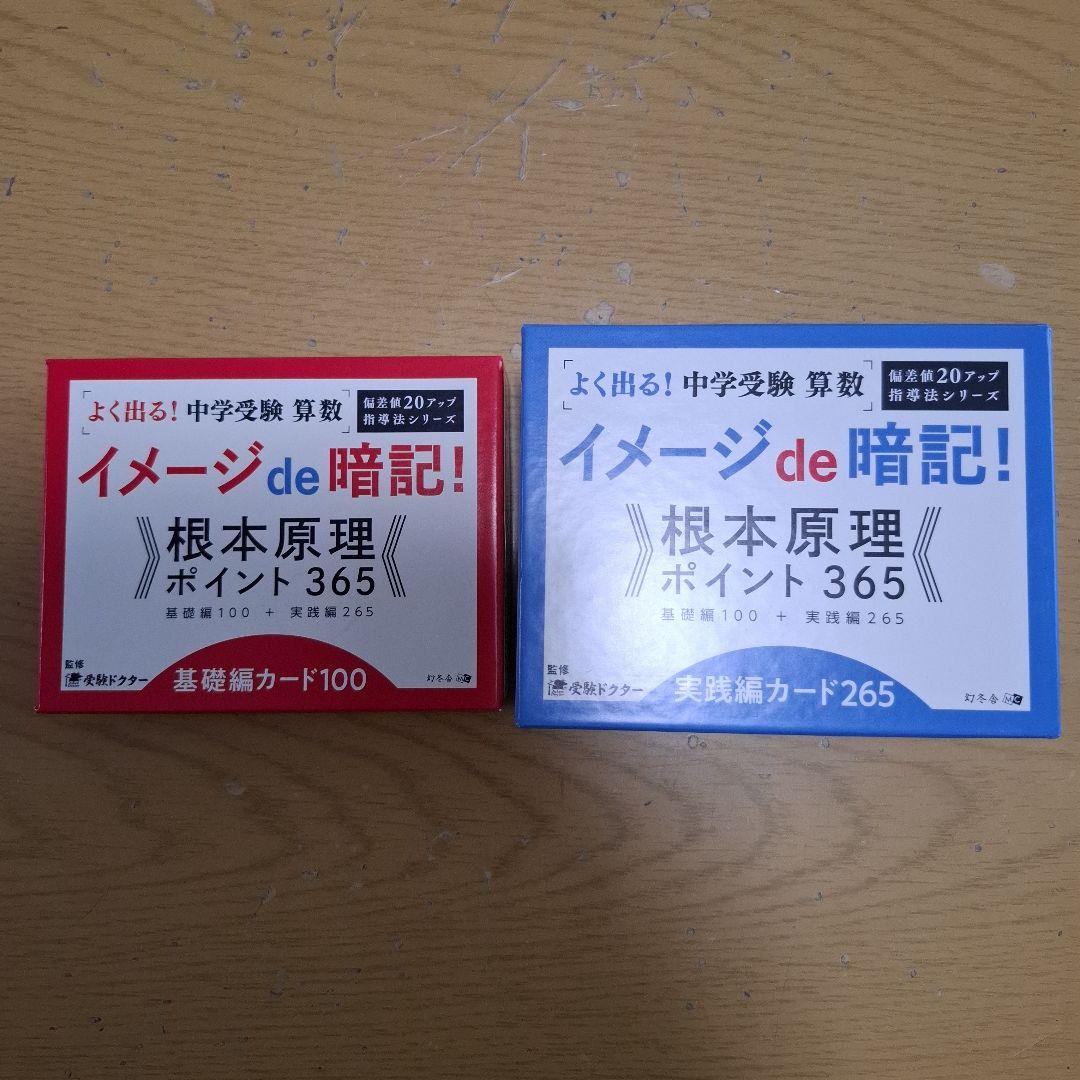 よく出る! 中学受験 算数
偏差値20アップ
指導法シリーズ
イメージde暗記!
根本原理
ポイント365
基礎編100 + 実践編265
監修
受験ドクター
基礎編カード100
幻冬舎 MC
よく出る! 中学受験 算数
偏差値20アップ
指導法シリーズ
イメージde暗記!
根本原理
ポイント365
基礎編100 + 実践編265
監修
受験ドクター
実践編カード265
幻冬舎 MC